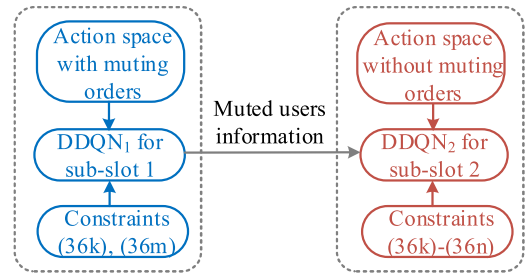 Action space
with muting
orders
DDQN₁ for
sub-slot 1
Constraints
(36k), (36m)
Muted users
information
Action space
without muting
orders
DDQN₂ for
sub-slot 2
Constraints
(36k)-(36n)